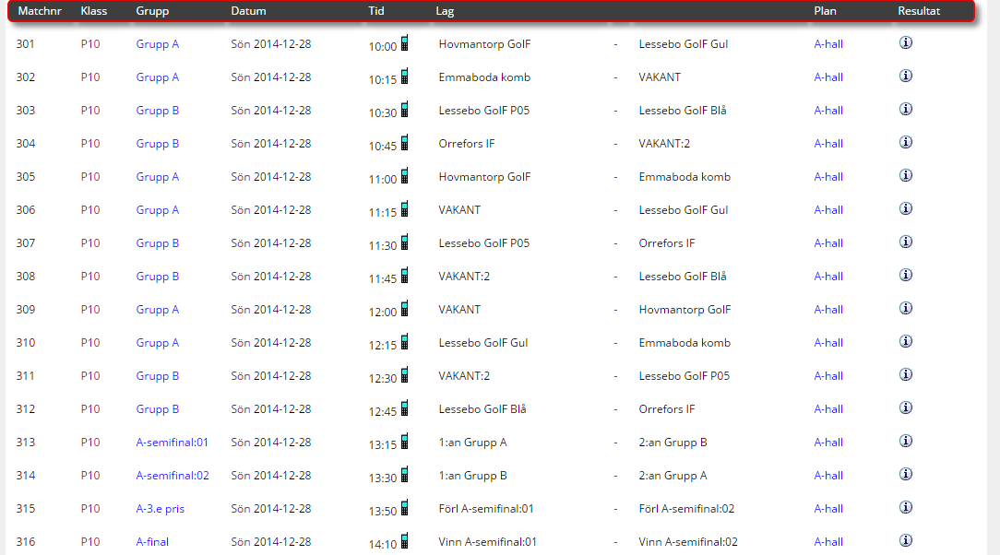 Matchnr Klass Grupp Datum Tid Lag Plan Resultat
301 P10 Grupp A Sön 2014-12-28 10:00 Hovmantorp GoIF - Lessebo GoIF Gul A-hall
302 P10 Grupp A Sön 2014-12-28 10:15 Emmaboda komb - VAKANT A-hall
303 P10 Grupp B Sön 2014-12-28 10:30 Lessebo GoIF P05 - Lessebo GoIF Blå A-hall
304 P10 Grupp B Sön 2014-12-28 10:45 Orrefors IF - VAKANT:2 A-hall
305 P10 Grupp A Sön 2014-12-28 11:00 Hovmantorp GoIF - Emmaboda komb A-hall
306 P10 Grupp A Sön 2014-12-28 11:15 VAKANT - Lessebo GoIF Gul A-hall
307 P10 Grupp B Sön 2014-12-28 11:30 Lessebo GoIF P05 - Orrefors IF A-hall
308 P10 Grupp B Sön 2014-12-28 11:45 VAKANT:2 - Lessebo GoIF Blå A-hall
309 P10 Grupp A Sön 2014-12-28 12:00 VAKANT - Hovmantorp GoIF A-hall
310 P10 Grupp A Sön 2014-12-28 12:15 Lessebo GoIF Gul - Emmaboda komb A-hall
311 P10 Grupp B Sön 2014-12-28 12:30 VAKANT:2 - Lessebo GoIF P05 A-hall
312 P10 Grupp B Sön 2014-12-28 12:45 Lessebo GoIF Blå - Orrefors IF A-hall
313 P10 A-semifinal:01 Sön 2014-12-28 13:15 1:an Grupp A - 2:an Grupp B A-hall
314 P10 A-semifinal:02 Sön 2014-12-28 13:30 1:an Grupp B - 2:an Grupp A A-hall
315 P10 A-3.e pris Sön 2014-12-28 13:50 Förl A-semifinal:01 - Förl A-semifinal:02 A-hall
316 P10 A-final Sön 2014-12-28 14:10 Vinn A-semifinal:01 - Vinn A-semifinal:02 A-hall